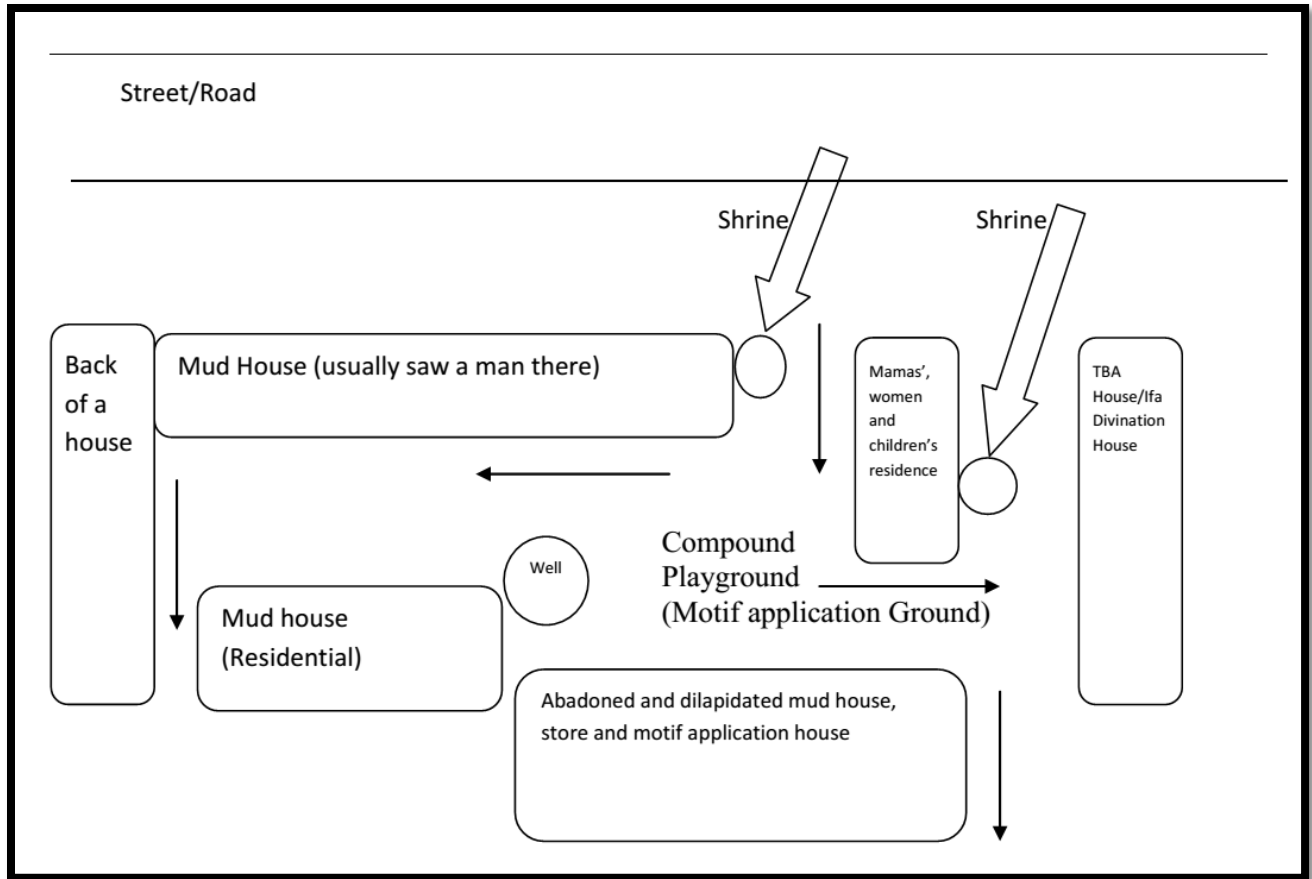 Street/Road
Shrine
Shrine
Back
of a
house
Mud House (usually saw a man there)
Mamas’,
women
and
children’s
residence
TBA
House/Ifa
Divination
House
Well
Compound
Playground
(Motif application Ground)
Mud house
(Residential)
Abadoned and dilapidated mud house,
store and motif application house